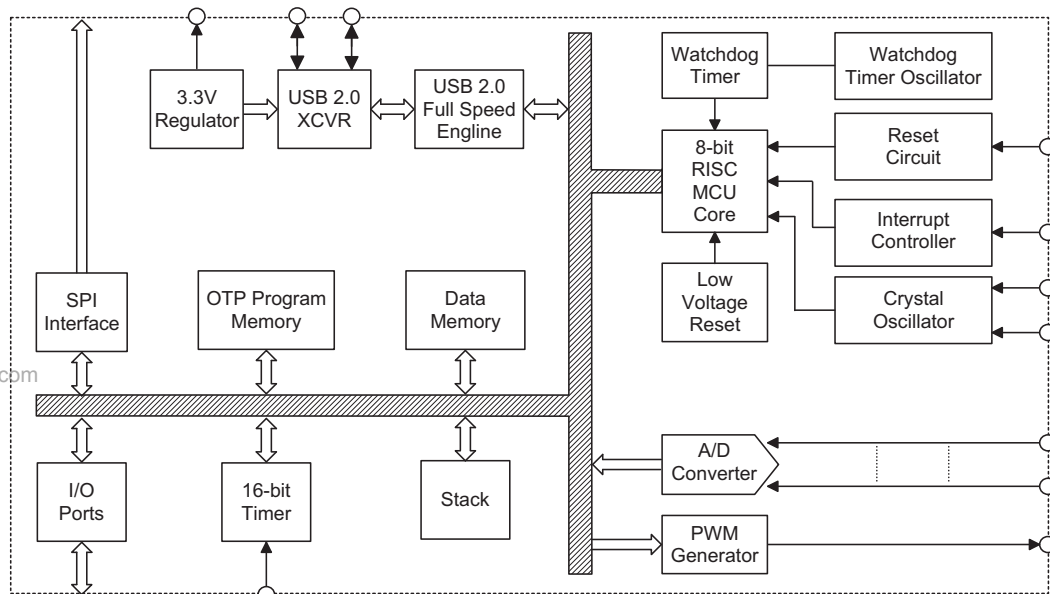 3.3V
Regulator
USB 2.0
XCVR
USB 2.0
Full Speed
Engine
Watchdog
Timer
Watchdog
Timer Oscillator
8-bit
RISC
MCU
Core
Reset
Circuit
Interrupt
Controller
Low
Voltage
Reset
Crystal
Oscillator
SPI
Interface
OTP Program
Memory
Data
Memory
com
I/O
Ports
16-bit
Timer
Stack
A/D
Converter
PWM
Generator